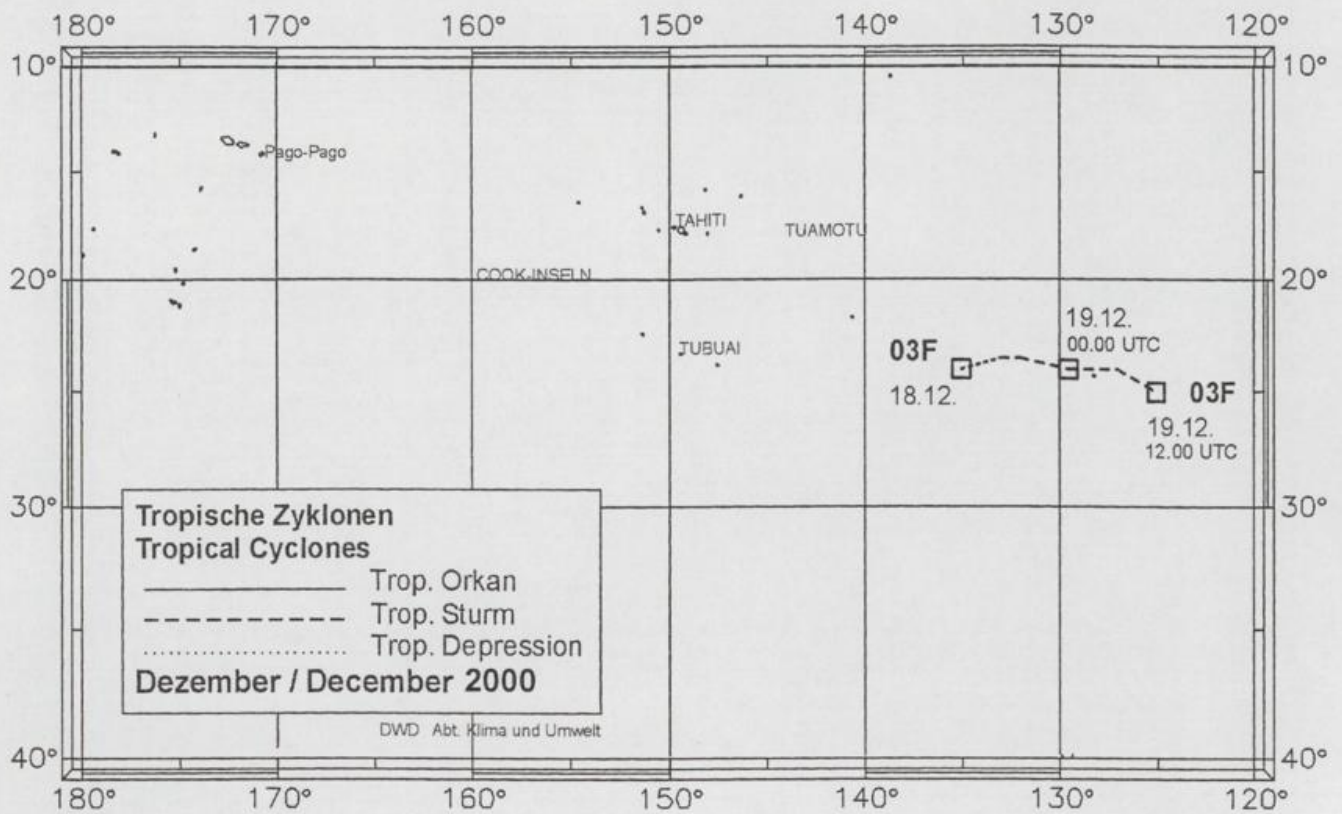 180° 170° 160° 150° 140° 130° 120°
10° 10°
Pago-Pago
TAHITI
TUAMOTU
COOK-INSELN
20° 20°
19.12.
00.00 UTC
TUBUAI
03F
18.12.
03F
19.12.
12.00 UTC
30° 30°
Tropische Zyklonen
Tropical Cyclones
Trop. Orkan
Trop. Sturm
Trop. Depression
Dezember / December 2000
DWD Abt. Klima und Umwelt
40° 40°
180° 170° 160° 150° 140° 130° 120°